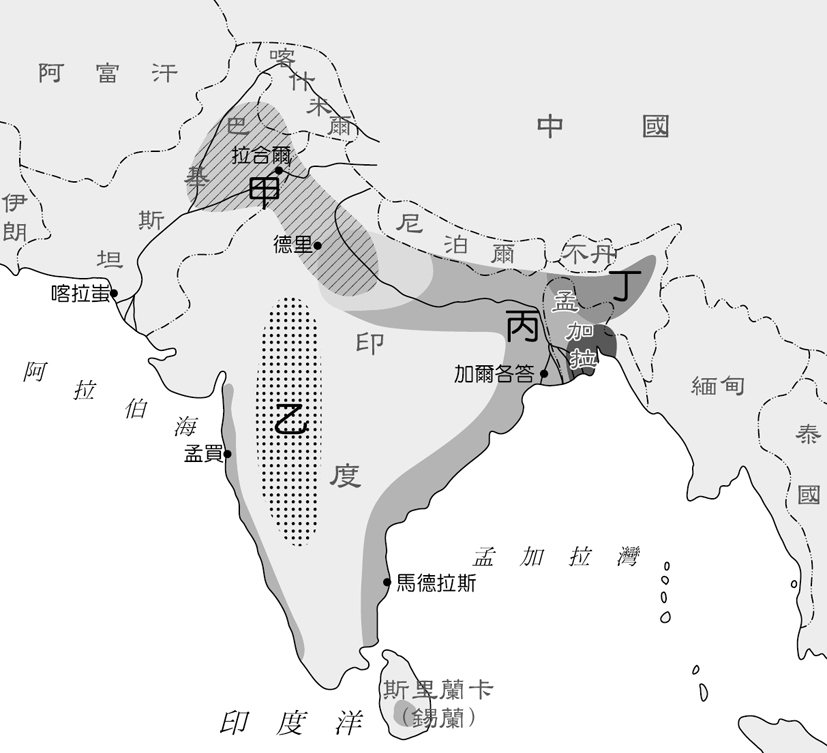 阿富汗
喀什米爾
中國
巴基斯坦
拉合爾
甲
伊朗
德里
喀拉蚩
尼泊爾
不丹
丁
孟加拉
丙
印度
加爾各答
緬甸
阿拉伯海
乙
泰國
孟買
孟加拉灣
馬德拉斯
斯里蘭卡
（錫蘭）
印度洋